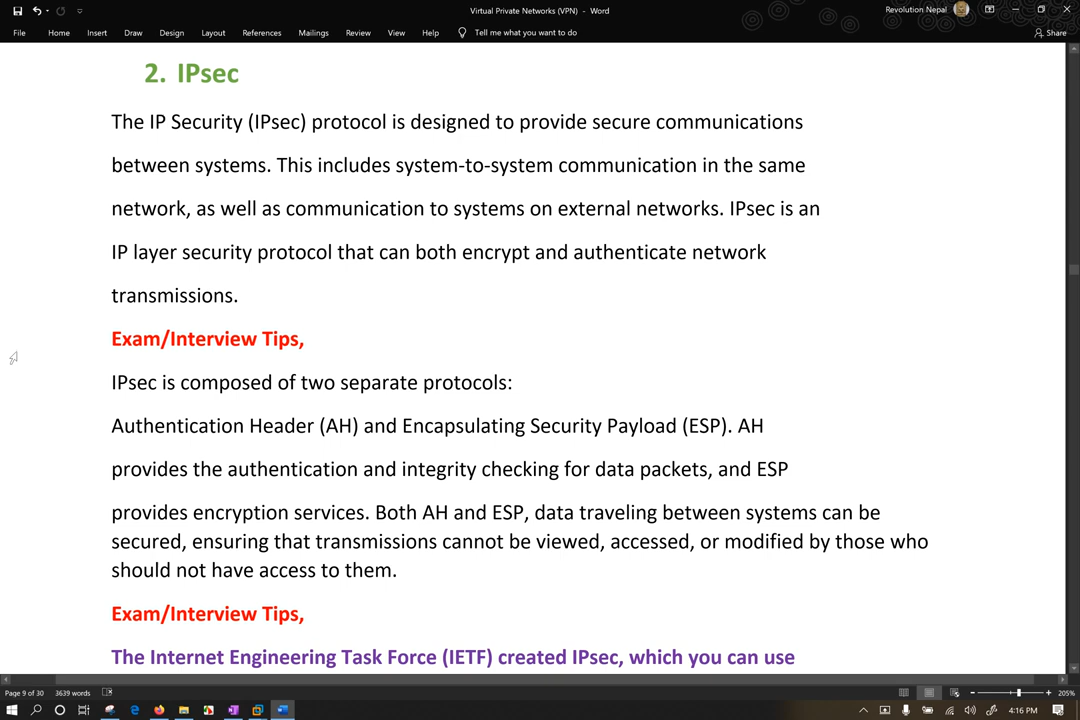 Virtual Private Networks (VPN) - Word
Revolution Nepal
File Home Insert Draw Design Layout References Mailings Review View Help Tell me what you want to do Share
2. IPsec
The IP Security (IPsec) protocol is designed to provide secure communications
between systems. This includes system-to-system communication in the same
network, as well as communication to systems on external networks. IPsec is an
IP layer security protocol that can both encrypt and authenticate network
transmissions.
Exam/Interview Tips,
IPsec is composed of two separate protocols:
Authentication Header (AH) and Encapsulating Security Payload (ESP). AH
provides the authentication and integrity checking for data packets, and ESP
provides encryption services. Both AH and ESP, data traveling between systems can be
secured, ensuring that transmissions cannot be viewed, accessed, or modified by those who
should not have access to them.
Exam/Interview Tips,
The Internet Engineering Task Force (IETF) created IPsec, which you can use
Page 9 of 30 3639 words 205%
4:16 PM